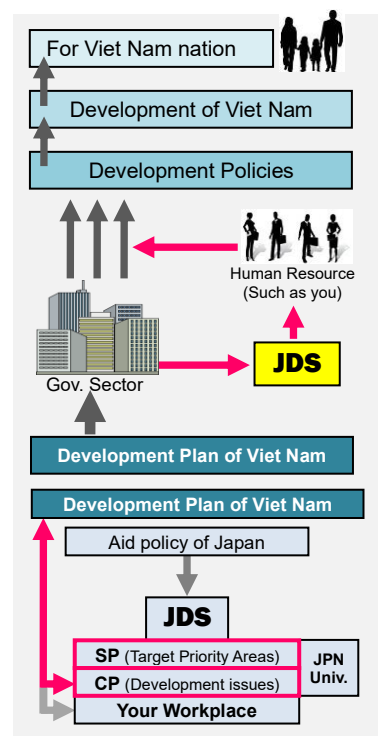 For Viet Nam nation
Development of Viet Nam
Development Policies
Human Resource
(Such as you)
Gov. Sector
JDS
Development Plan of Viet Nam
Development Plan of Viet Nam
Aid policy of Japan
JDS
SP (Target Priority Areas)
CP (Development issues)
JPN
Univ.
Your Workplace